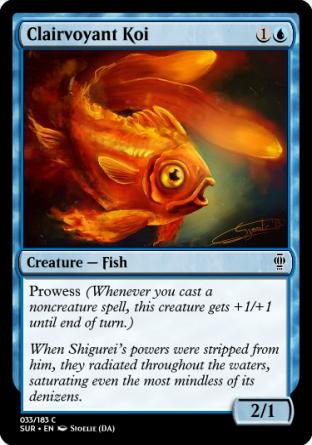 Clairvoyant Koi 1
Creature — Fish
Prowess (Whenever you cast a
noncreature spell, this creature gets +1/+1
until end of turn.)
When Shigurei's powers were stripped from
him, they radiated throughout the waters,
saturating even the most mindless of its
denizens.
2/1
033/183 C
SUR • EN Sioelie (DA)